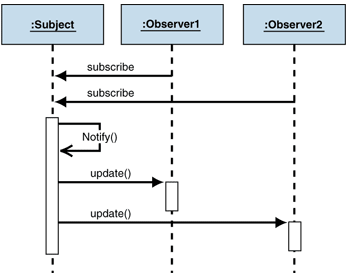 :Subject
:Observer1
:Observer2
subscribe
subscribe
Notify()
update()
update()